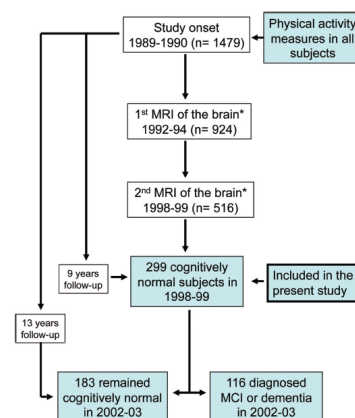 Study onset
1989-1990 (n= 1479)
Physical activity
measures in all
subjects
1st MRI of the brain*
1992-94 (n= 924)
2nd MRI of the brain*
1998-99 (n= 516)
9 years
follow-up
299 cognitively
normal subjects in
1998-99
Included in the
present study
13 years
follow-up
183 remained
cognitively normal
in 2002-03
116 diagnosed
MCI or dementia
in 2002-03